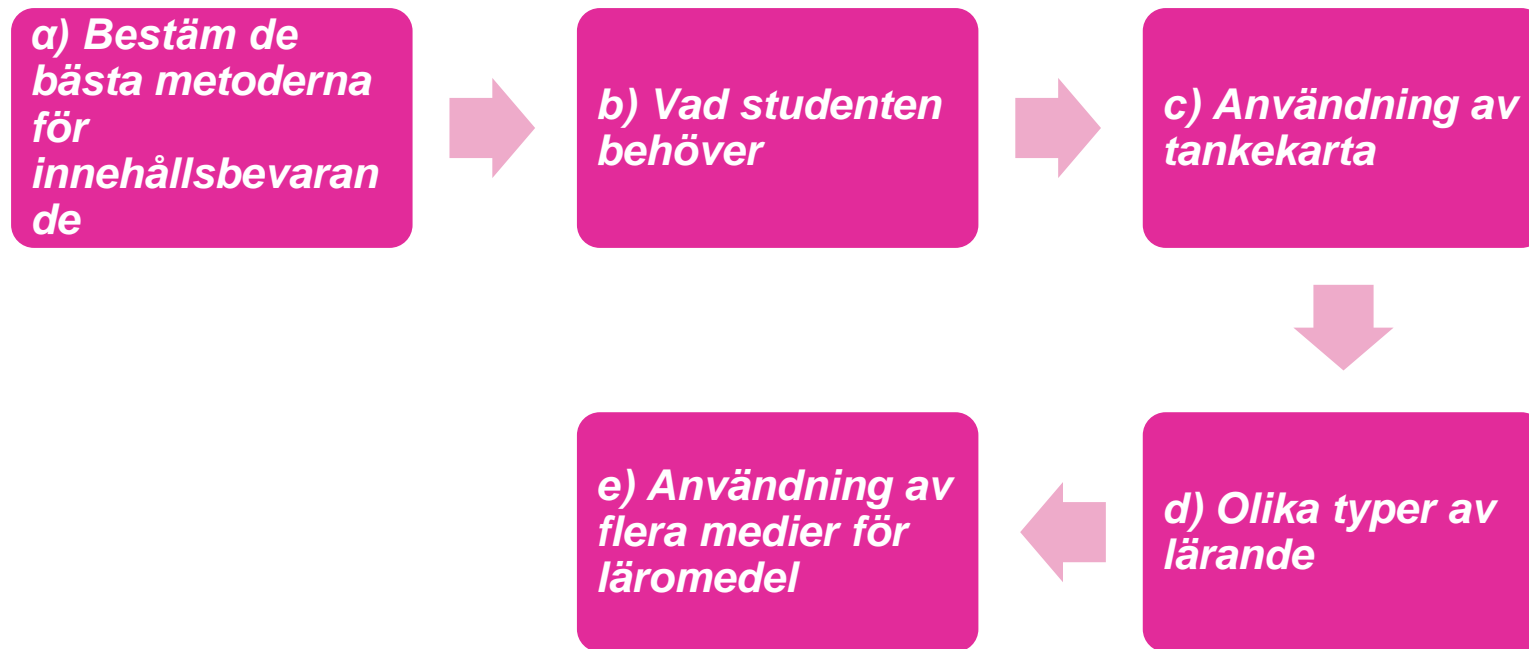 α) Bestäm de
bästa metoderna
för
innehållsbevaran
de
b) Vad studenten
behöver
c) Användning av
tankekarta
d) Olika typer av
lärande
e) Användning av
flera medier för
läromedel